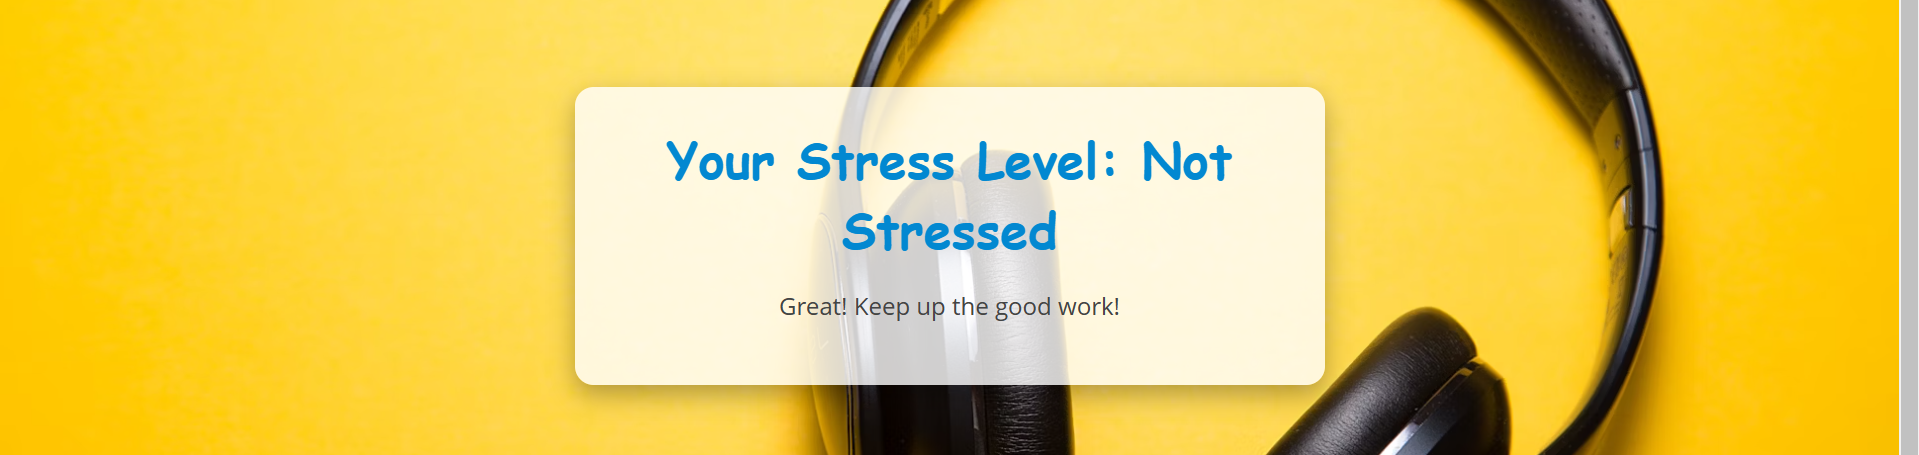 Your Stress Level: Not
Stressed
Great! Keep up the good work!